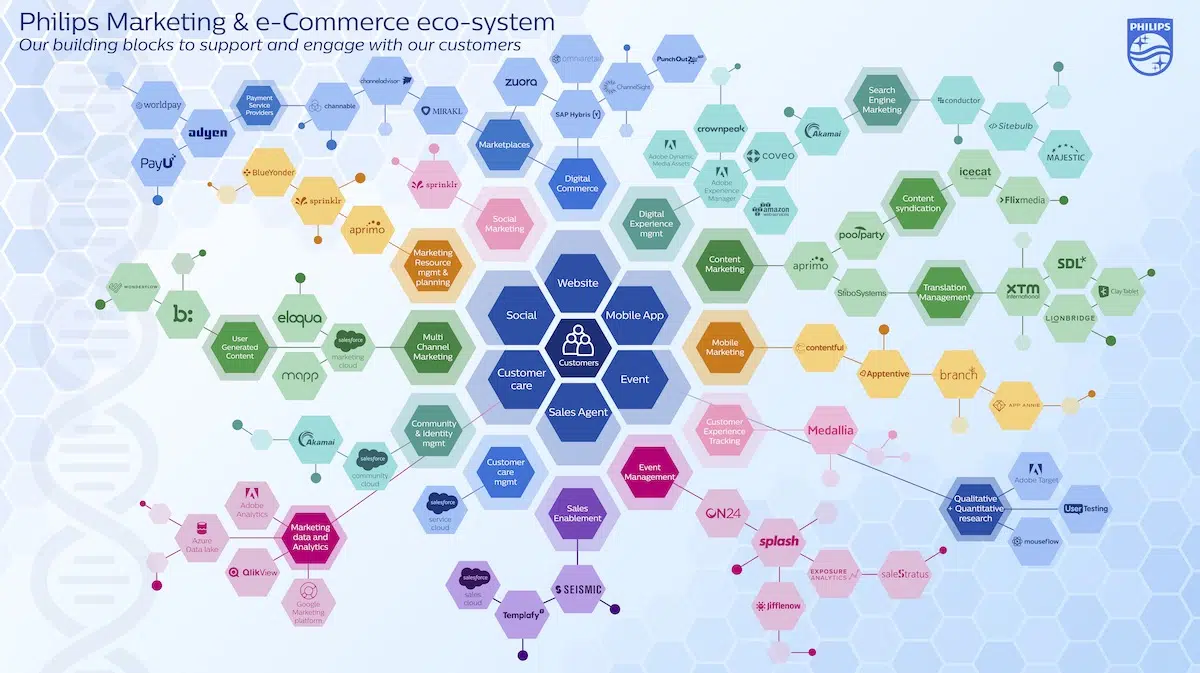 Philips Marketing & e-Commerce eco-system
Our building blocks to support and engage with our customers
PHILIPS
worldpay
adyen
PayU
Payment
Service
Providers
channable
channeladvisor
MIRAKL
Marketplaces
zuora
omniretail
SAP Hybris
ChannelSight
PunchOut2Go
Digital
Commerce
BlueYonder
sprinklr
aprimo
Marketing
Resource
mgmt &
planning
sprinklr
Social
Marketing
Digital
Experience
mgmt
Adobe Dynamic
Media Assets
crownpeak
Adobe
Experience
Manager
coveo
amazon
webservices
Akamai
Search
Engine
Marketing
conductor
</>Sitebulb
MAJESTIC
Content
Marketing
aprimo
poolparty
StiboSystems
Content
syndication
icecat
Flixmedia
Translation
Management
XTM
International
SDL*
Clay Tablet
LIONBRIDGE
WONDERFLOW
b:
User
Generated
Content
eloqua
mapp
salesforce
marketing
cloud
Multi
Channel
Marketing
Website
Social
Mobile App
Customers
Customer
care
Event
Sales Agent
Mobile
Marketing
contentful
Apptentive
branch
APP ANNIE
Akamai
salesforce
community
cloud
Community
& Identity
mgmt
Customer
care
mgmt
salesforce
service
cloud
Customer
Experience
Tracking
Medallia
Qualitative
+ Quantitative
research
Adobe Target
UserTesting
mouseflow
Event
Management
ON24
splash
EXPOSURE
ANALYTICS
saleStratus
Jifflenow
Sales
Enablement
SEISMIC
Templafy
salesforce
sales
cloud
Marketing
data and
Analytics
Adobe
Analytics
Azure
Data lake
QlikView
Google
Marketing
platform